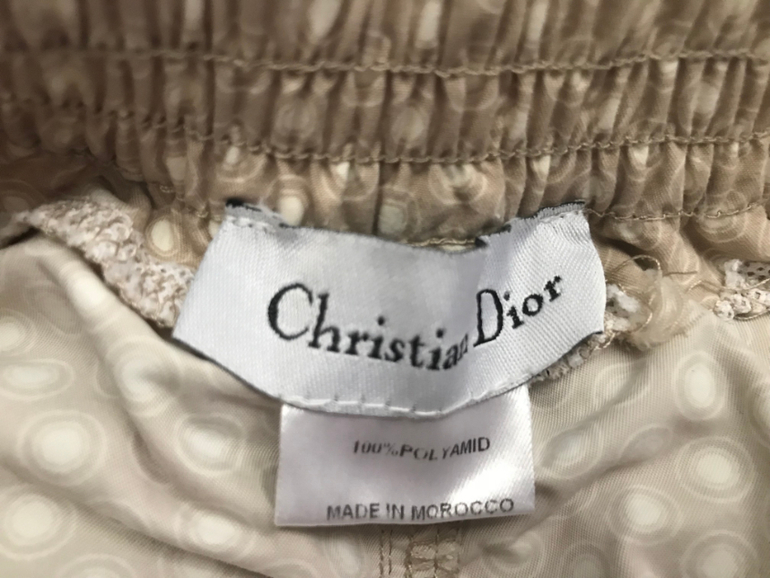 Christian Dior
100%POLYAMID
MADE IN MOROCCO